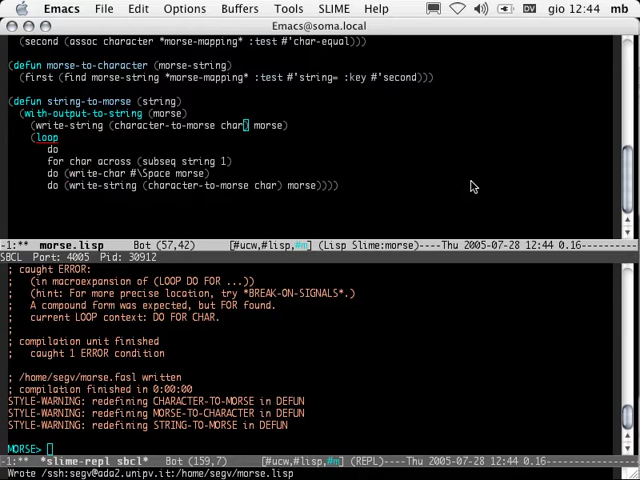 Emacs File Edit Options Buffers Tools SLIME Help DV gio 12:44 mb
Emacs@soma.local
(second (assoc character *morse-mapping* :test #'char-equal)))
(defun morse-to-character (morse-string)
(first (find morse-string *morse-mapping* :test #'string= :key #'second)))
(defun string-to-morse (string)
(with-output-to-string (morse)
(write-string (character-to-morse char) morse)
(loop
do
for char across (subseq string 1)
do (write-char #\Space morse)
do (write-string (character-to-morse char) morse))))
-1:** morse.lisp Bot (57,42) [#ucw,#lisp,#m] (Lisp Slime:morse)----Thu 2005-07-28 12:44 0.16--------
SBCL Port: 4005 Pid: 30912
; caught ERROR:
; (in macroexpansion of (LOOP DO FOR ...))
; (hint: For more precise location, try *BREAK-ON-SIGNALS*.)
; A compound form was expected, but FOR found.
; current LOOP context: DO FOR CHAR.
;
; compilation unit finished
; caught 1 ERROR condition
; /home/segv/morse.fasl written
; compilation finished in 0:00:00
STYLE-WARNING: redefining CHARACTER-TO-MORSE in DEFUN
STYLE-WARNING: redefining MORSE-TO-CHARACTER in DEFUN
STYLE-WARNING: redefining STRING-TO-MORSE in DEFUN
MORSE>
-1:** *slime-repl sbcl* Bot (159,7) [#ucw,#lisp,#m] (REPL)----Thu 2005-07-28 12:44 0.16--------
Wrote /ssh:segv@ada2.unipv.it:/home/segv/morse.lisp